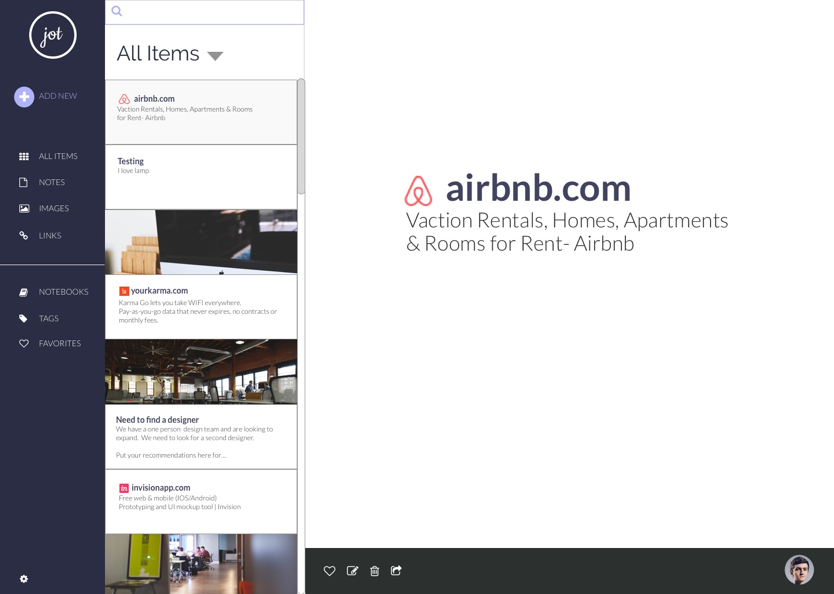 jot
ADD NEW
ALL ITEMS
NOTES
IMAGES
LINKS
NOTEBOOKS
TAGS
FAVORITES
All Items
airbnb.com
Vaction Rentals, Homes, Apartments & Rooms
for Rent- Airbnb
Testing
I love lamp
yourkarma.com
Karma Go lets you take WIFI everywhere.
Pay-as-you-go data that never expires. no contracts or
monthly fees.
Need to find a designer
We have a one person design team and are looking to
expand. We need to look for a second designer.
Put your recommendations here for...
in
invisionapp.com
Free web & mobile (IOS/Android)
Prototyping and UI mockup tool | Invision
airbnb.com
Vaction Rentals, Homes, Apartments
& Rooms for Rent- Airbnb